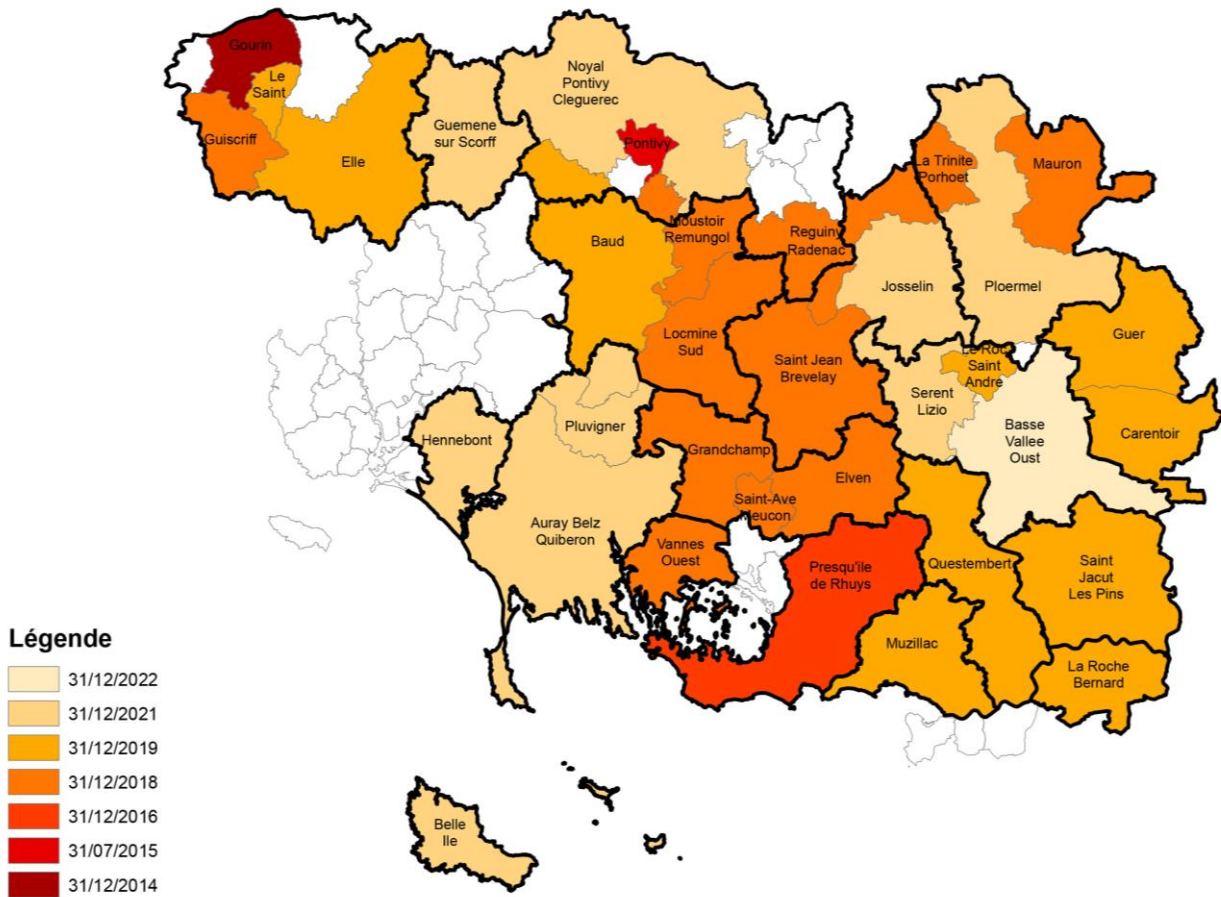 Gourin
Le
Saint
Guiscriff
Elle
Guemene
sur Scorff
Noyal
Pontivy
Cleguerec
Pontivy
La Trinite
Porhoet
Mauron
Baud
Moustoir
Remungol
Reguiny
Radenac
Josselin
Ploermel
Guer
Locmine
Sud
Saint Jean
Brevelay
Le Roc
Saint
Andre
Serent
Lizio
Basse
Vallee
Oust
Carentoir
Hennebont
Pluvigner
Grandchamp
Elven
Saint-Ave
Meucon
Auray Belz
Quiberon
Vannes
Ouest
Presqu'ile
de Rhuys
Questembert
Saint
Jacut
Les Pins
Muzillac
La Roche
Bernard
Belle
Ile
Légende
31/12/2022
31/12/2021
31/12/2019
31/12/2018
31/12/2016
31/07/2015
31/12/2014